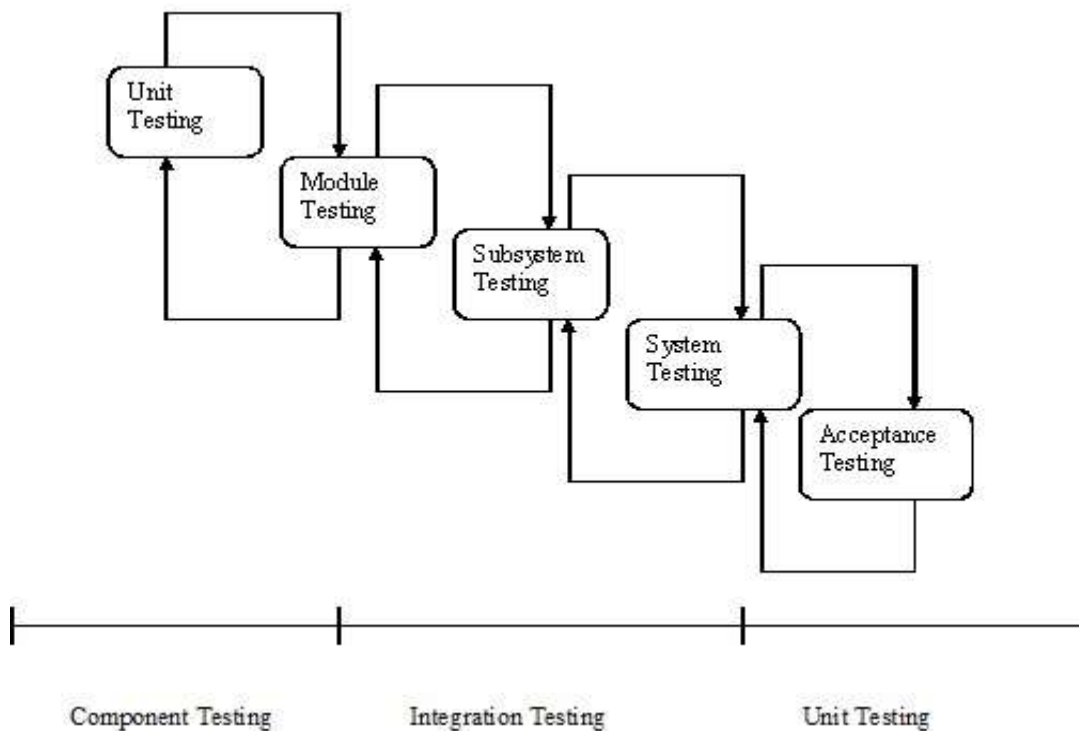 Unit
Testing
Module
Testing
Subsystem
Testing
System
Testing
Acceptance
Testing
Component Testing
Integration Testing
Unit Testing